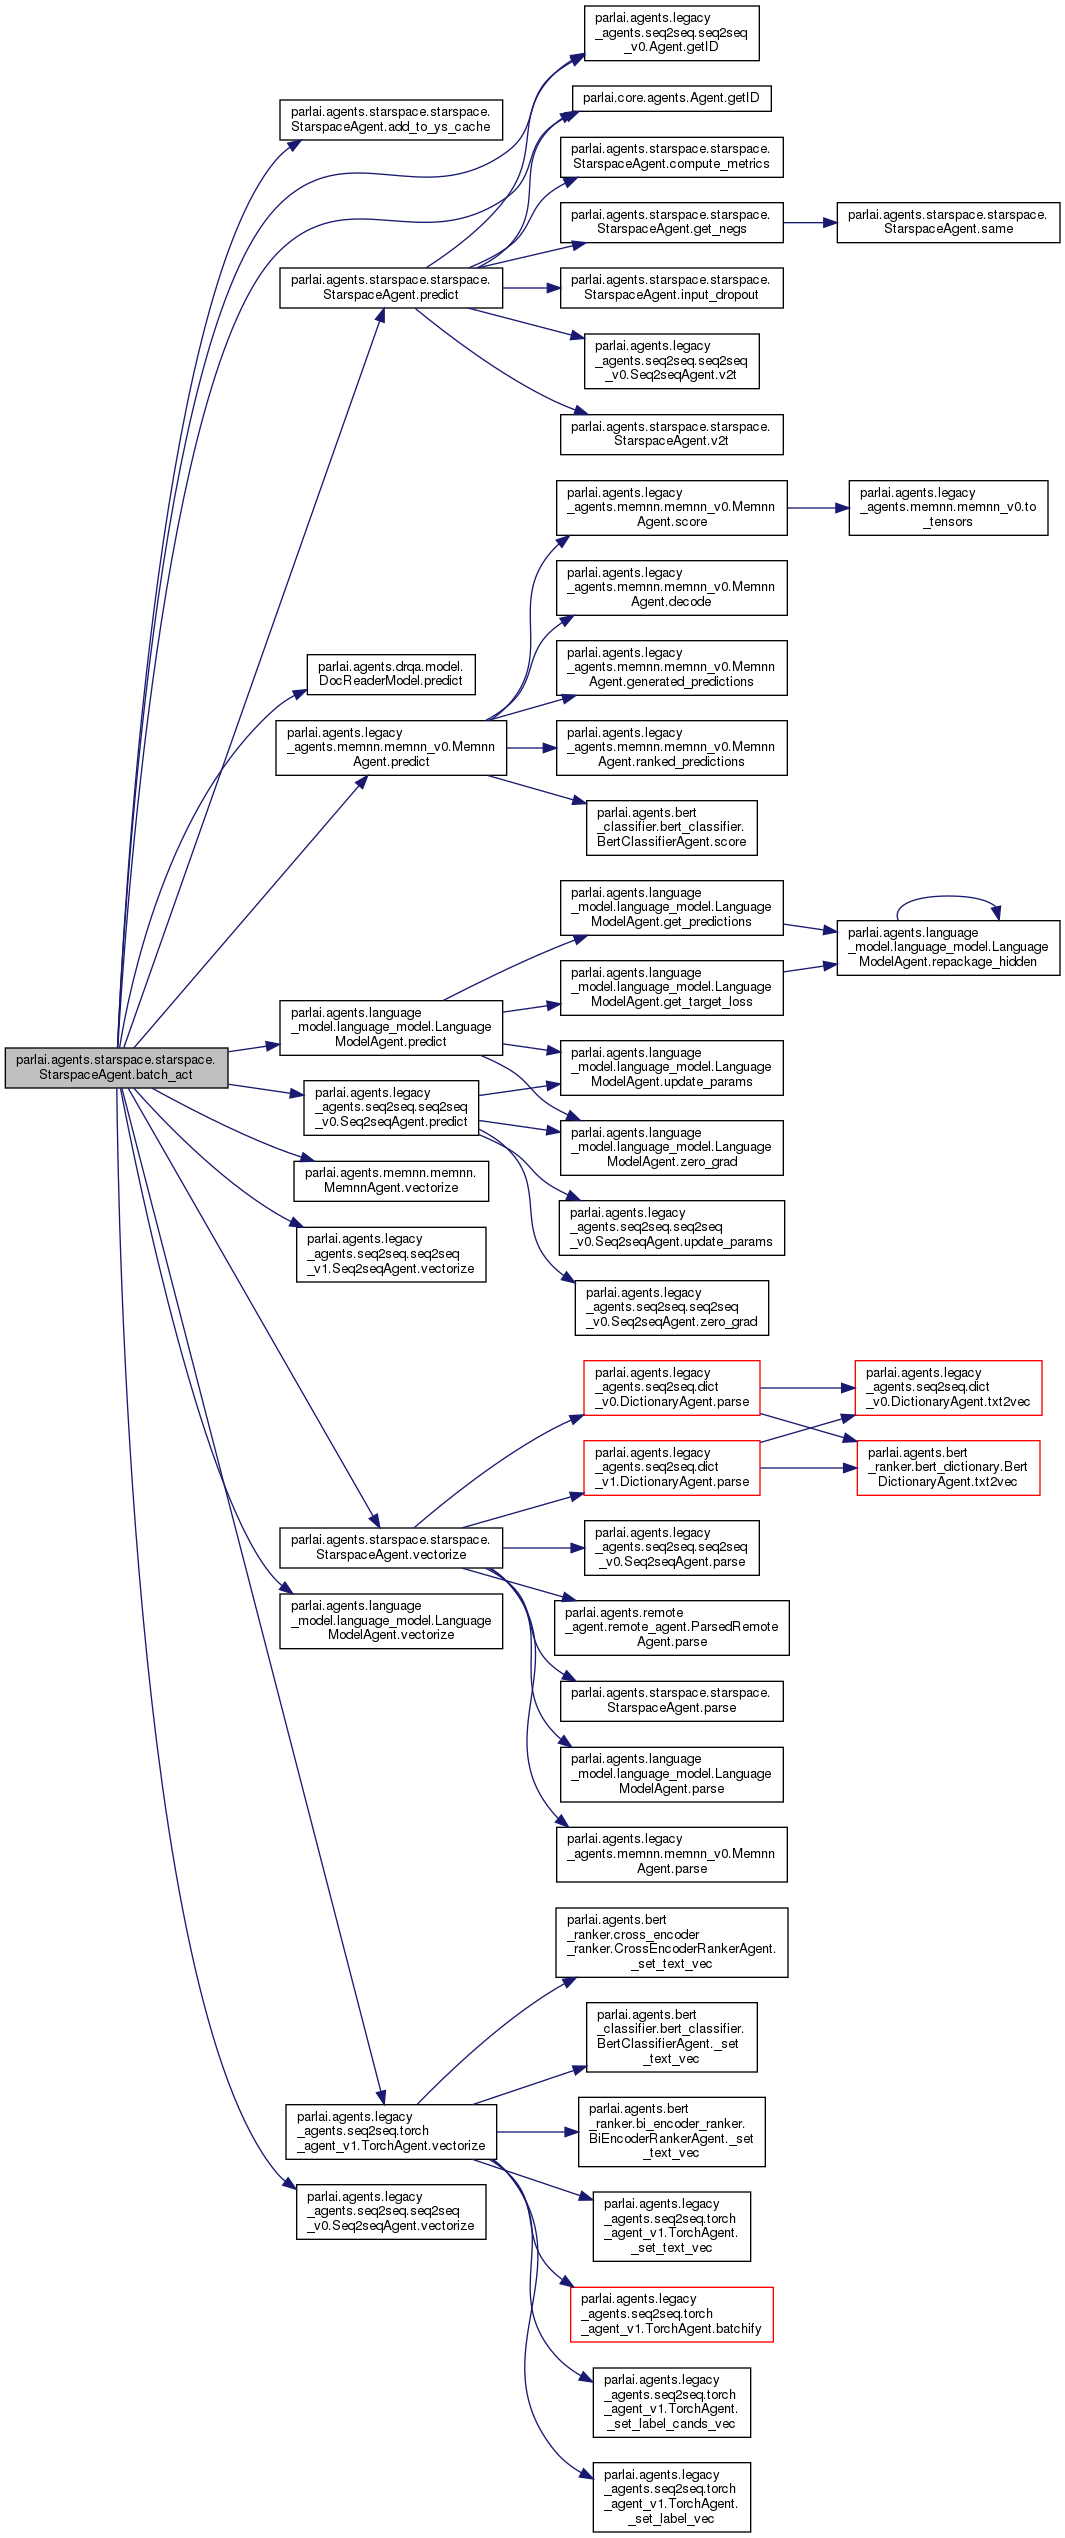 parlai.agents.legacy
_agents.seq2seq.seq2seq
_v0.Agent.getID
parlai.core.agents.Agent.getID
parlai.agents.starspace.starspace.
StarspaceAgent.add_to_ys_cache
parlai.agents.starspace.starspace.
StarspaceAgent.compute_metrics
parlai.agents.starspace.starspace.
StarspaceAgent.get_negs
parlai.agents.starspace.starspace.
StarspaceAgent.same
parlai.agents.starspace.starspace.
StarspaceAgent.predict
parlai.agents.starspace.starspace.
StarspaceAgent.input_dropout
parlai.agents.legacy
_agents.seq2seq.seq2seq
_v0.Seq2seqAgent.v2t
parlai.agents.starspace.starspace.
StarspaceAgent.v2t
parlai.agents.legacy
_agents.memnn.memnn_v0.Memnn
Agent.score
parlai.agents.legacy
_agents.memnn.memnn_v0.to
_tensors
parlai.agents.legacy
_agents.memnn.memnn_v0.Memnn
Agent.decode
parlai.agents.legacy
_agents.memnn.memnn_v0.Memnn
Agent.generated_predictions
parlai.agents.drqa.model.
DocReaderModel.predict
parlai.agents.legacy
_agents.memnn.memnn_v0.Memnn
Agent.predict
parlai.agents.legacy
_agents.memnn.memnn_v0.Memnn
Agent.ranked_predictions
parlai.agents.bert
_classifier.bert_classifier.
BertClassifierAgent.score
parlai.agents.language
_model.language_model.Language
ModelAgent.get_predictions
parlai.agents.language
_model.language_model.Language
ModelAgent.repackage_hidden
parlai.agents.language
_model.language_model.Language
ModelAgent.get_target_loss
parlai.agents.language
_model.language_model.Language
ModelAgent.predict
parlai.agents.starspace.starspace.
StarspaceAgent.batch_act
parlai.agents.language
_model.language_model.Language
ModelAgent.update_params
parlai.agents.legacy
_agents.seq2seq.seq2seq
_v0.Seq2seqAgent.predict
parlai.agents.language
_model.language_model.Language
ModelAgent.zero_grad
parlai.agents.memnn.memnn.
MemnnAgent.vectorize
parlai.agents.legacy
_agents.seq2seq.seq2seq
_v0.Seq2seqAgent.update_params
parlai.agents.legacy
_agents.seq2seq.seq2seq
_v1.Seq2seqAgent.vectorize
parlai.agents.legacy
_agents.seq2seq.seq2seq
_v0.Seq2seqAgent.zero_grad
parlai.agents.legacy
_agents.seq2seq.dict
_v0.DictionaryAgent.parse
parlai.agents.legacy
_agents.seq2seq.dict
_v0.DictionaryAgent.txt2vec
parlai.agents.legacy
_agents.seq2seq.dict
_v1.DictionaryAgent.parse
parlai.agents.bert
_ranker.bert_dictionary.Bert
DictionaryAgent.txt2vec
parlai.agents.starspace.starspace.
StarspaceAgent.vectorize
parlai.agents.legacy
_agents.seq2seq.seq2seq
_v0.Seq2seqAgent.parse
parlai.agents.language
_model.language_model.Language
ModelAgent.vectorize
parlai.agents.remote
_agent.remote_agent.ParsedRemote
Agent.parse
parlai.agents.starspace.starspace.
StarspaceAgent.parse
parlai.agents.language
_model.language_model.Language
ModelAgent.parse
parlai.agents.legacy
_agents.memnn.memnn_v0.Memnn
Agent.parse
parlai.agents.bert
_ranker.cross_encoder
_ranker.CrossEncoderRankerAgent.
_set_text_vec
parlai.agents.bert
_classifier.bert_classifier.
BertClassifierAgent._set
_text_vec
parlai.agents.legacy
_agents.seq2seq.torch
_agent_v1.TorchAgent.vectorize
parlai.agents.bert
_ranker.bi_encoder_ranker.
BiEncoderRankerAgent._set
_text_vec
parlai.agents.legacy
_agents.seq2seq.seq2seq
_v0.Seq2seqAgent.vectorize
parlai.agents.legacy
_agents.seq2seq.torch
_agent_v1.TorchAgent.
_set_text_vec
parlai.agents.legacy
_agents.seq2seq.torch
_agent_v1.TorchAgent.batchify
parlai.agents.legacy
_agents.seq2seq.torch
_agent_v1.TorchAgent.
_set_label_cands_vec
parlai.agents.legacy
_agents.seq2seq.torch
_agent_v1.TorchAgent.
_set_label_vec